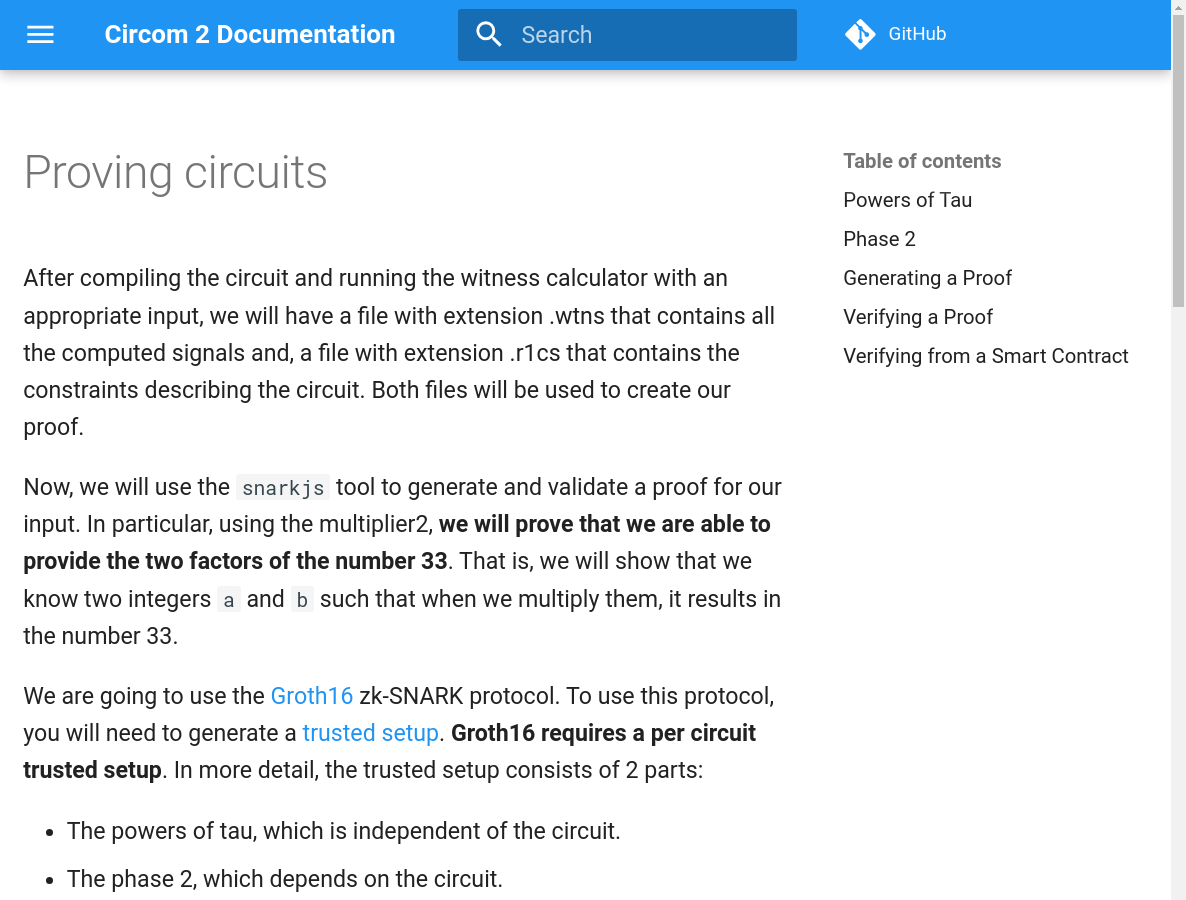 Circom 2 Documentation
Search
GitHub
Proving circuits
After compiling the circuit and running the witness calculator with an
appropriate input, we will have a file with extension .wtns that contains all
the computed signals and, a file with extension .r1cs that contains the
constraints describing the circuit. Both files will be used to create our
proof.
Now, we will use the snarkjs tool to generate and validate a proof for our
input. In particular, using the multiplier2, we will prove that we are able to
provide the two factors of the number 33. That is, we will show that we
know two integers a and b such that when we multiply them, it results in
the number 33.
We are going to use the Groth16 zk-SNARK protocol. To use this protocol,
you will need to generate a trusted setup. Groth16 requires a per circuit
trusted setup. In more detail, the trusted setup consists of 2 parts:
• The powers of tau, which is independent of the circuit.
• The phase 2, which depends on the circuit.
Table of contents
Powers of Tau
Phase 2
Generating a Proof
Verifying a Proof
Verifying from a Smart Contract